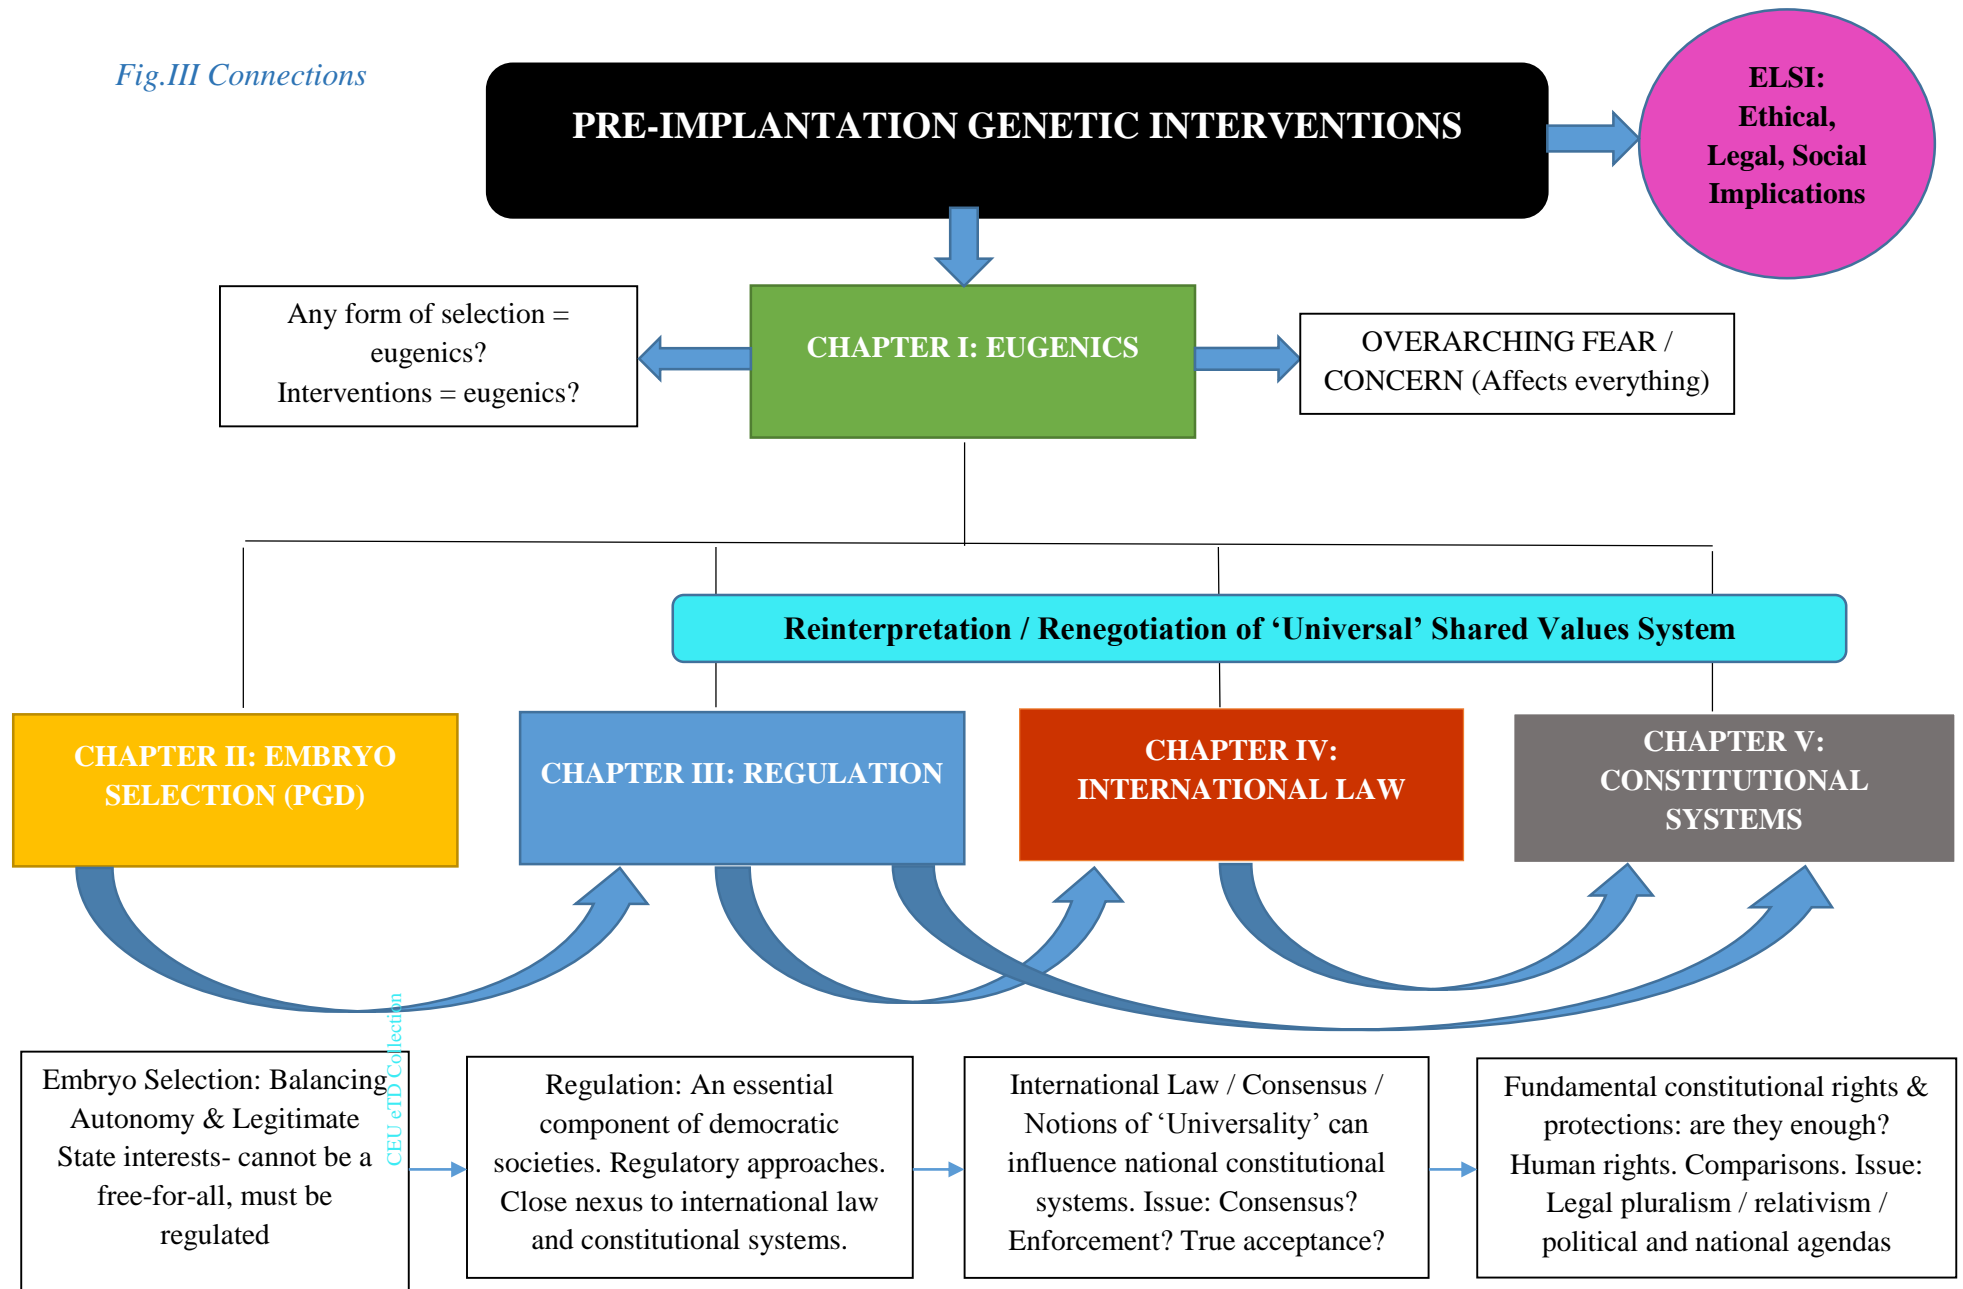 Fig.III Connections
PRE-IMPLANTATION GENETIC INTERVENTIONS
ELSI:
Ethical,
Legal, Social
Implications
Any form of selection =
eugenics?
Interventions = eugenics?
CHAPTER I: EUGENICS
OVERARCHING FEAR /
CONCERN (Affects everything)
Reinterpretation / Renegotiation of ‘Universal’ Shared Values System
CHAPTER II: EMBRYO
SELECTION (PGD)
CHAPTER III: REGULATION
CHAPTER IV:
INTERNATIONAL LAW
CHAPTER V:
CONSTITUTIONAL
SYSTEMS
Embryo Selection: Balancing
Autonomy & Legitimate
State interests- cannot be a
free-for-all, must be
regulated
CEU eTD Collection
Regulation: An essential
component of democratic
societies. Regulatory approaches.
Close nexus to international law
and constitutional systems.
International Law / Consensus /
Notions of ‘Universality’ can
influence national constitutional
systems. Issue: Consensus?
Enforcement? True acceptance?
Fundamental constitutional rights &
protections: are they enough?
Human rights. Comparisons. Issue:
Legal pluralism / relativism /
political and national agendas